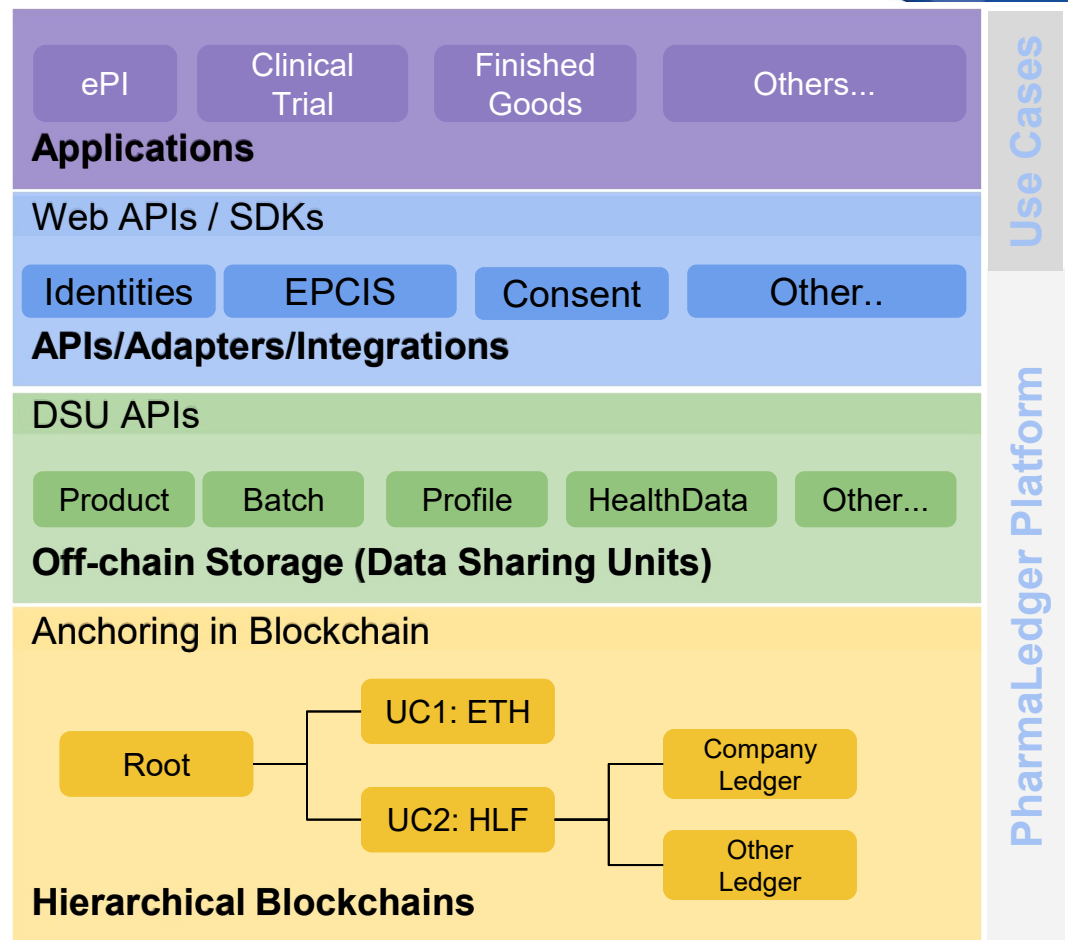 ePI
Clinical
Trial
Finished
Goods
Others...
Applications
Use Cases
Web APIs / SDKs
Identities
EPCIS
Consent
Other..
APIs/Adapters/Integrations
DSU APIs
Product
Batch
Profile
HealthData
Other...
Off-chain Storage (Data Sharing Units)
PharmaLedger Platform
Anchoring in Blockchain
Root
UC1: ETH
UC2: HLF
Company
Ledger
Other
Ledger
Hierarchical Blockchains